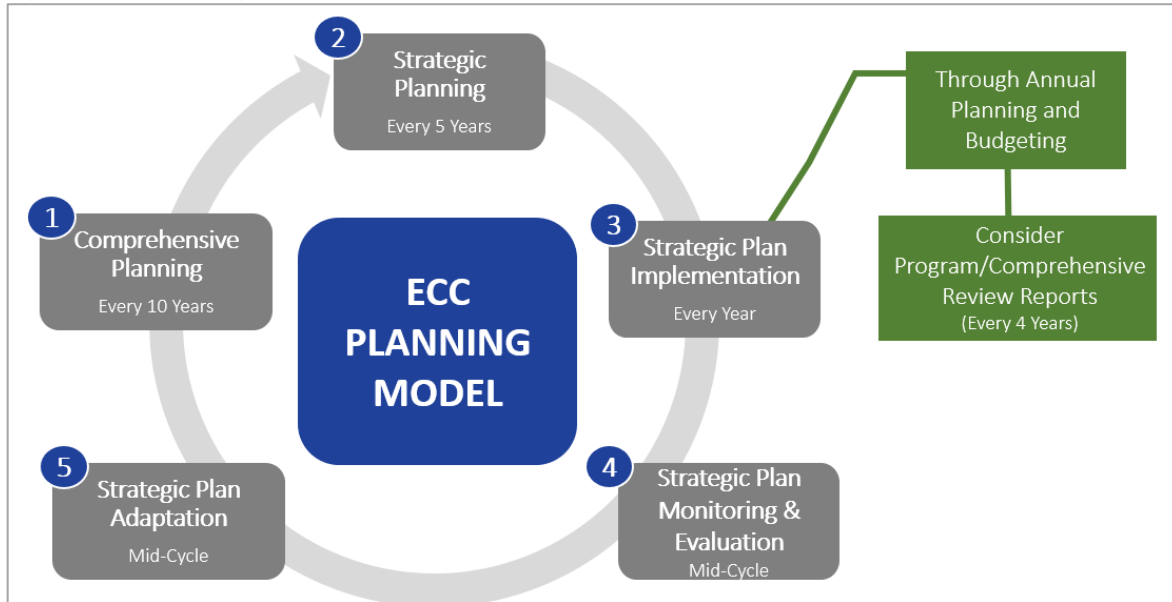 2
Strategic
Planning
Every 5 Years
Through Annual
Planning and
Budgeting
1
Comprehensive
Planning
Every 10 Years
ECC
PLANNING
MODEL
3
Strategic Plan
Implementation
Every Year
Consider
Program/Comprehensive
Review Reports
(Every 4 Years)
5
Strategic Plan
Adaptation
Mid-Cycle
4
Strategic Plan
Monitoring &
Evaluation
Mid-Cycle